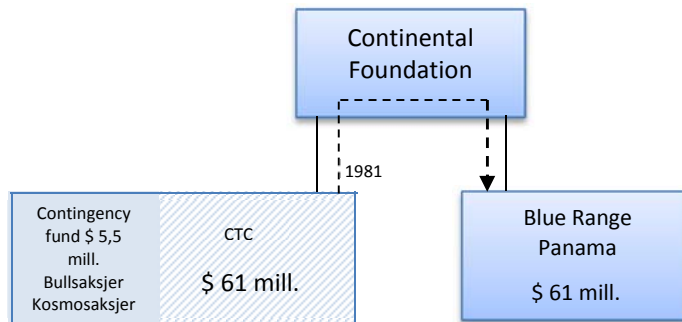 Continental
Foundation
1981
Contingency
fund $ 5,5
mill.
Bullsaksjer
Kosmosaksjer
CTC
$ 61 mill.
Blue Range
Panama
$ 61 mill.